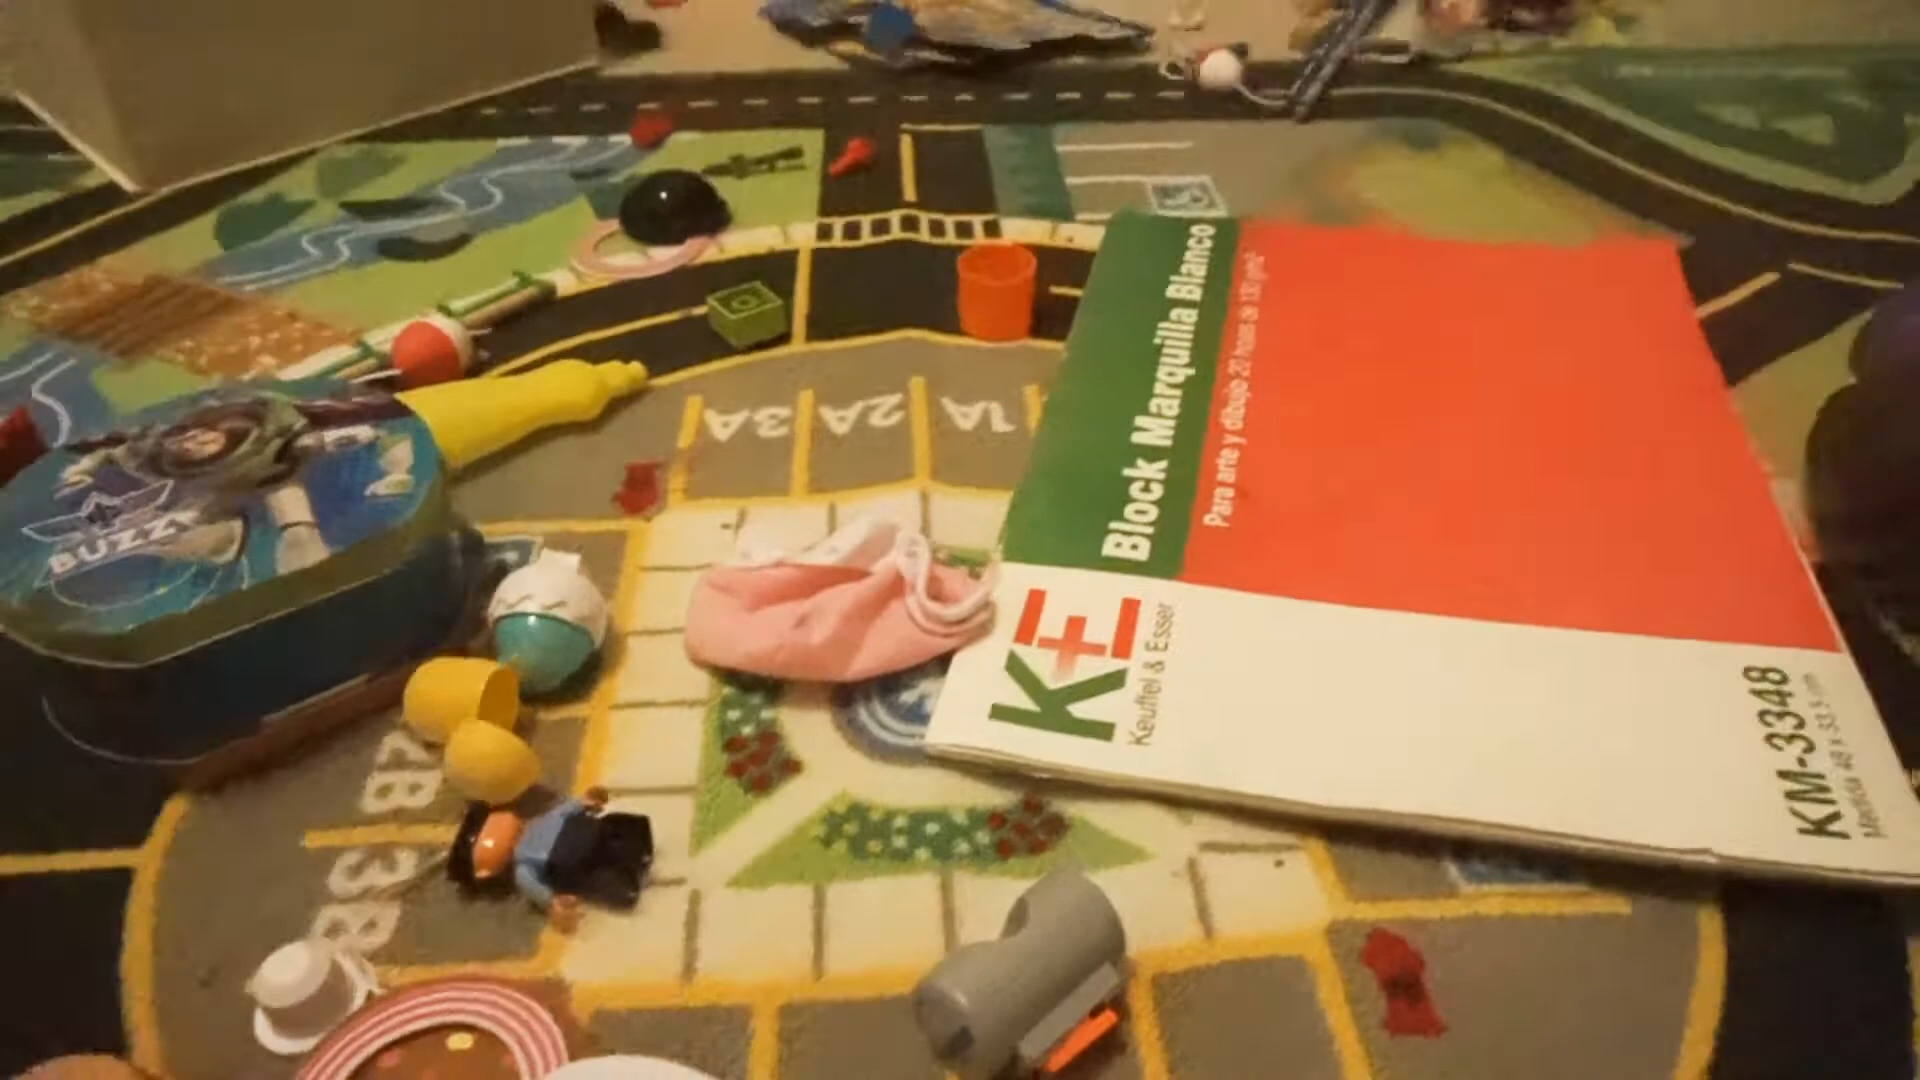 BUZZ
3A 2A 1A
2B
3B
Block Marquilla Blanco
Para arte y dibujo 20 hojas de 130 g/m²
K+E
Keuffel & Esser
KM-3348